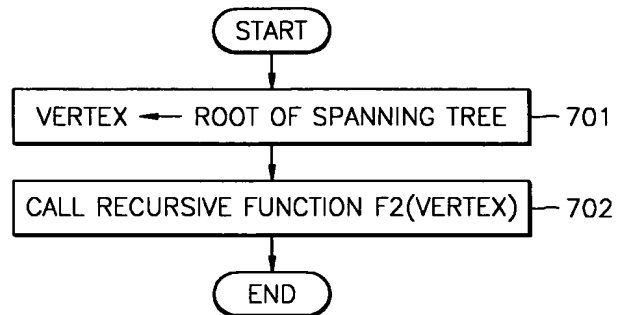 START
VERTEX ← ROOT OF SPANNING TREE 701
CALL RECURSIVE FUNCTION F2(VERTEX) 702
END